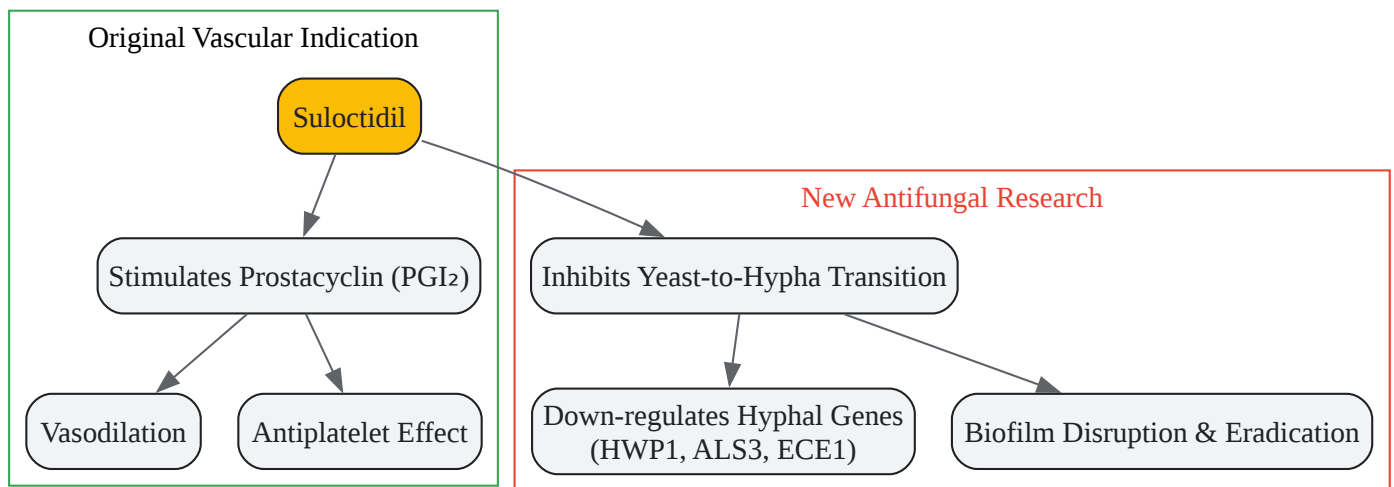 Original Vascular Indication
Suloctidil
New Antifungal Research
Stimulates Prostacyclin (PGI₂)
Inhibits Yeast-to-Hypha Transition
Vasodilation
Antiplatelet Effect
Down-regulates Hyphal Genes
(HWP1, ALS3, ECE1)
Biofilm Disruption & Eradication